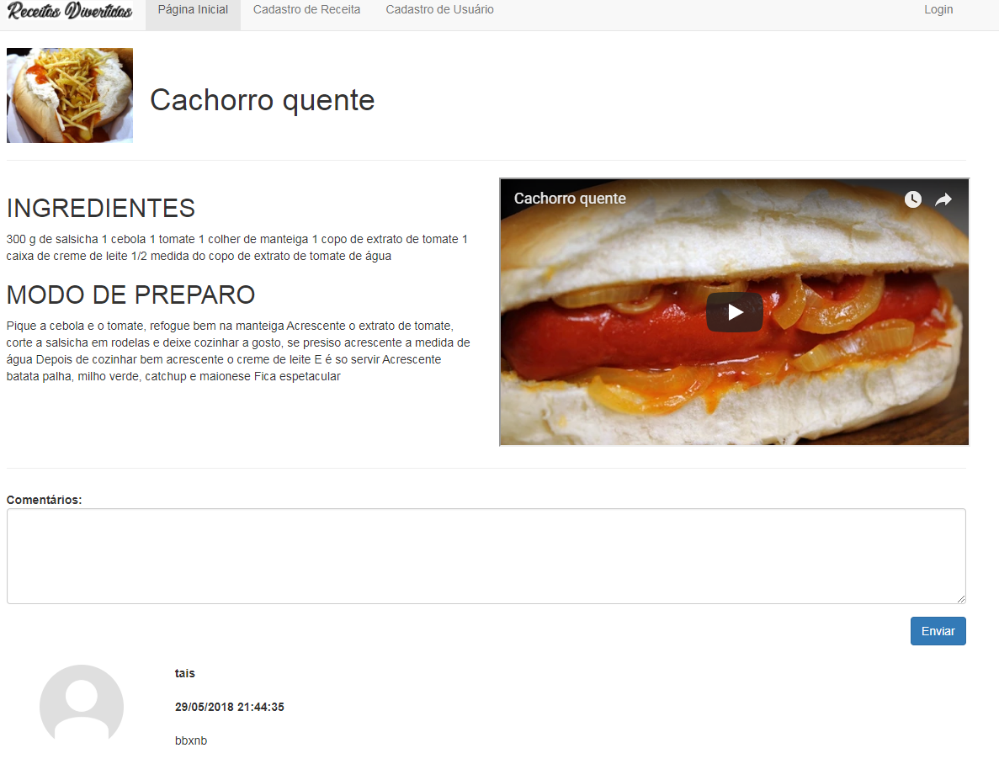 Receitas Divertidas Página Inicial Cadastro de Receita Cadastro de Usuário Login
Cachorro quente
INGREDIENTES
300 g de salsicha 1 cebola 1 tomate 1 colher de manteiga 1 copo de extrato de tomate 1
caixa de creme de leite 1/2 medida do copo de extrato de tomate de água
MODO DE PREPARO
Pique a cebola e o tomate, refogue bem na manteiga Acrescente o extrato de tomate,
corte a salsicha em rodelas e deixe cozinhar a gosto, se presiso acrescente a medida de
água Depois de cozinhar bem acrescente o creme de leite E é so servir Acrescente
batata palha, milho verde, catchup e maionese Fica espetacular
Cachorro quente
Comentários:
Enviar
tais
29/05/2018 21:44:35
bbxnb